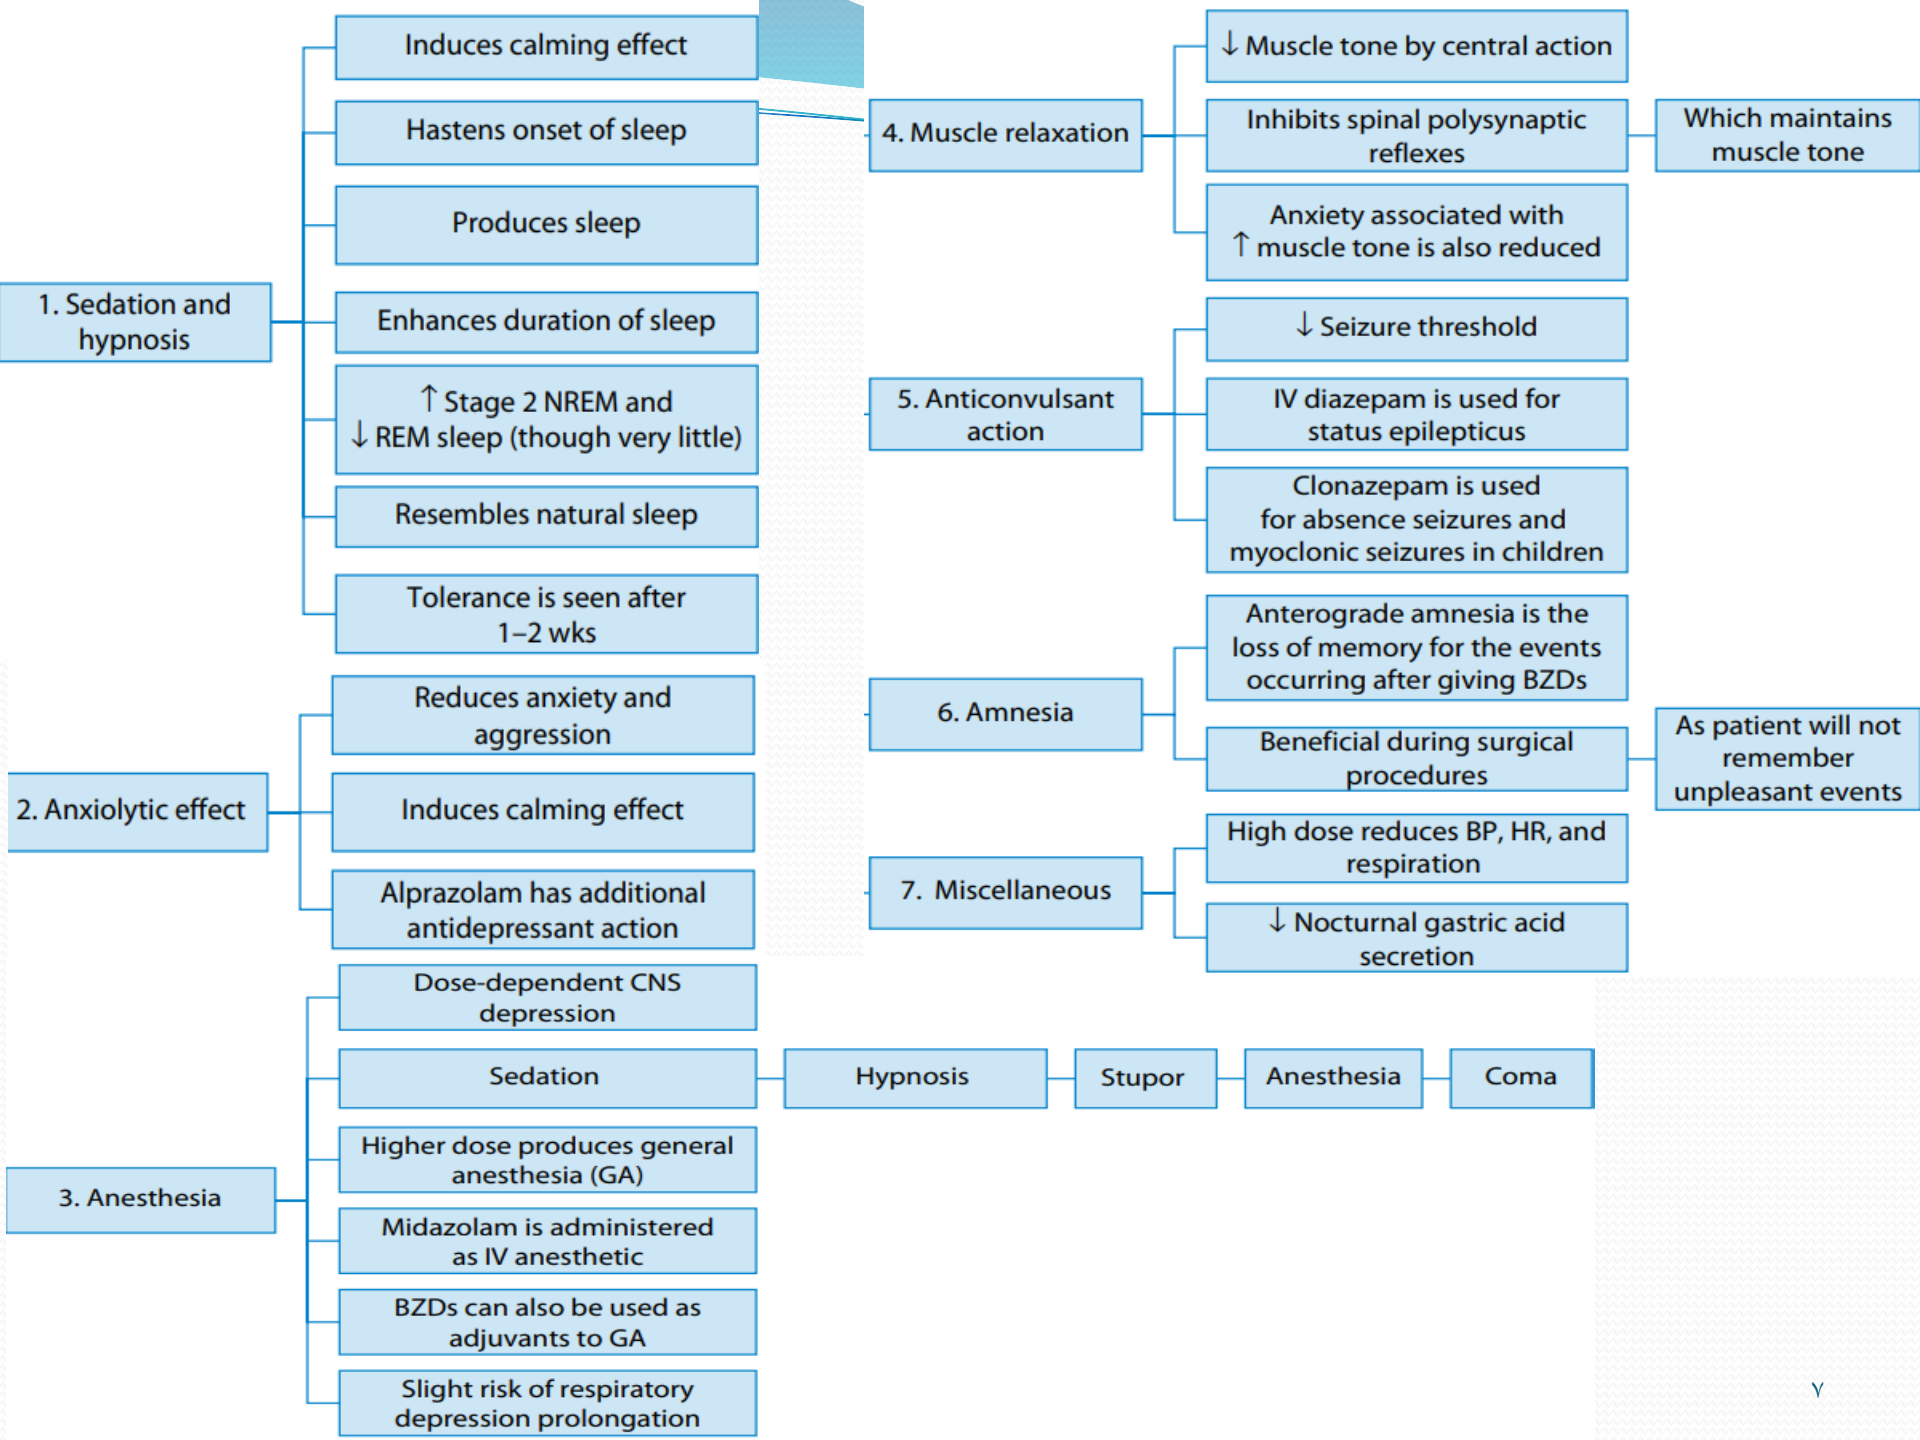 1. Sedation and
hypnosis
Induces calming effect
Hastens onset of sleep
Produces sleep
Enhances duration of sleep
↑ Stage 2 NREM and
↓ REM sleep (though very little)
Resembles natural sleep
Tolerance is seen after
1–2 wks
2. Anxiolytic effect
Reduces anxiety and
aggression
Induces calming effect
Alprazolam has additional
antidepressant action
3. Anesthesia
Dose-dependent CNS
depression
Sedation
Hypnosis
Stupor
Anesthesia
Coma
Higher dose produces general
anesthesia (GA)
Midazolam is administered
as IV anesthetic
BZDs can also be used as
adjuvants to GA
Slight risk of respiratory
depression prolongation
4. Muscle relaxation
↓ Muscle tone by central action
Inhibits spinal polysynaptic
reflexes
Which maintains
muscle tone
Anxiety associated with
↑ muscle tone is also reduced
5. Anticonvulsant
action
↓ Seizure threshold
IV diazepam is used for
status epilepticus
Clonazepam is used
for absence seizures and
myoclonic seizures in children
6. Amnesia
Anterograde amnesia is the
loss of memory for the events
occurring after giving BZDs
Beneficial during surgical
procedures
As patient will not
remember
unpleasant events
7. Miscellaneous
High dose reduces BP, HR, and
respiration
↓ Nocturnal gastric acid
secretion
٧